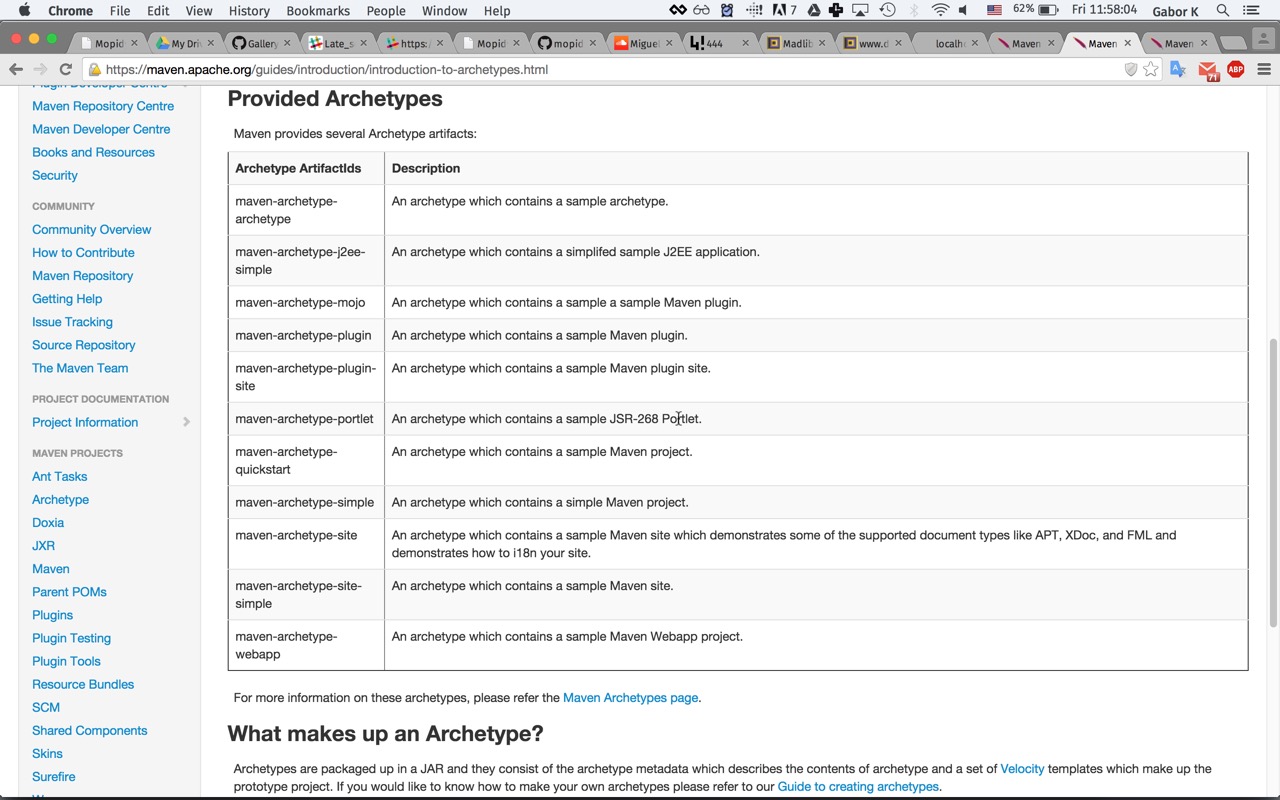 Chrome File Edit View History Bookmarks People Window Help 7 62% Fri 11:58:04 Gabor K
Mopid My Driv Gallery Late_s https: Mopid mopid Miguel 444 Madlib www.d localh Maven Maven Maven
https://maven.apache.org/guides/introduction/introduction-to-archetypes.html 71 ABP
Plugin Developer Centre
Maven Repository Centre
Maven Developer Centre
Books and Resources
Security
COMMUNITY
Community Overview
How to Contribute
Maven Repository
Getting Help
Issue Tracking
Source Repository
The Maven Team
PROJECT DOCUMENTATION
Project Information
MAVEN PROJECTS
Ant Tasks
Archetype
Doxia
JXR
Maven
Parent POMs
Plugins
Plugin Testing
Plugin Tools
Resource Bundles
SCM
Shared Components
Skins
Surefire
Provided Archetypes
Maven provides several Archetype artifacts:
Archetype ArtifactIds Description
maven-archetype- An archetype which contains a sample archetype.
archetype
maven-archetype-j2ee- An archetype which contains a simplifed sample J2EE application.
simple
maven-archetype-mojo An archetype which contains a sample a sample Maven plugin.
maven-archetype-plugin An archetype which contains a sample Maven plugin.
maven-archetype-plugin- An archetype which contains a sample Maven plugin site.
site
maven-archetype-portlet An archetype which contains a sample JSR-268 Portlet.
maven-archetype- An archetype which contains a sample Maven project.
quickstart
maven-archetype-simple An archetype which contains a simple Maven project.
maven-archetype-site An archetype which contains a sample Maven site which demonstrates some of the supported document types like APT, XDoc, and FML and
demonstrates how to i18n your site.
maven-archetype-site- An archetype which contains a sample Maven site.
simple
maven-archetype- An archetype which contains a sample Maven Webapp project.
webapp
For more information on these archetypes, please refer the Maven Archetypes page.
What makes up an Archetype?
Archetypes are packaged up in a JAR and they consist of the archetype metadata which describes the contents of archetype and a set of Velocity templates which make up the
prototype project. If you would like to know how to make your own archetypes please refer to our Guide to creating archetypes.